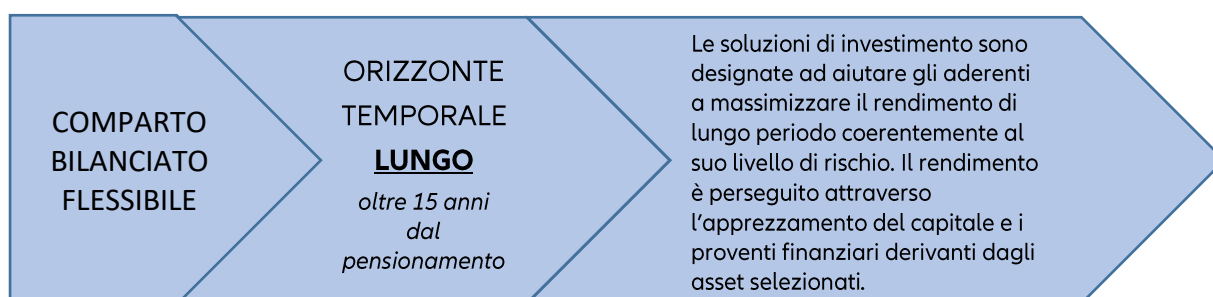 COMPARTO
BILANCIATO
FLESSIBILE
ORIZZONTE
TEMPORALE
LUNGO
oltre 15 anni
dal
pensionamento
Le soluzioni di investimento sono
designate ad aiutare gli aderenti
a massimizzare il rendimento di
lungo periodo coerentemente al
suo livello di rischio. Il rendimento
è perseguito attraverso
l'apprezzamento del capitale e i
proventi finanziari derivanti dagli
asset selezionati.